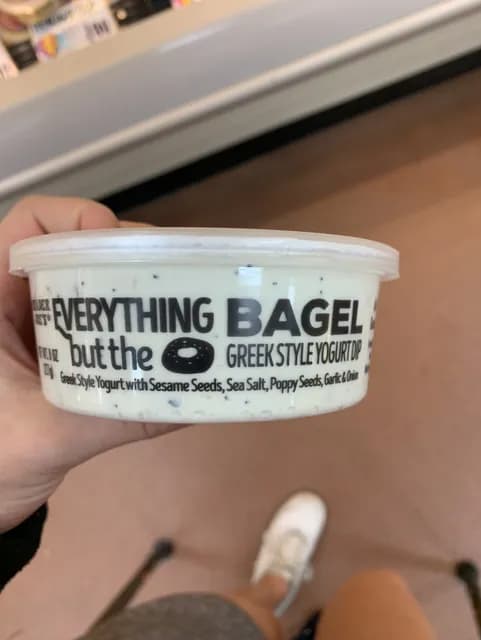 EVERYTHING BAGEL
but the GREEK STYLE YOGURT DIP
Greek Style Yogurt with Sesame Seeds, Sea Salt, Poppy Seeds, Garlic & Onion